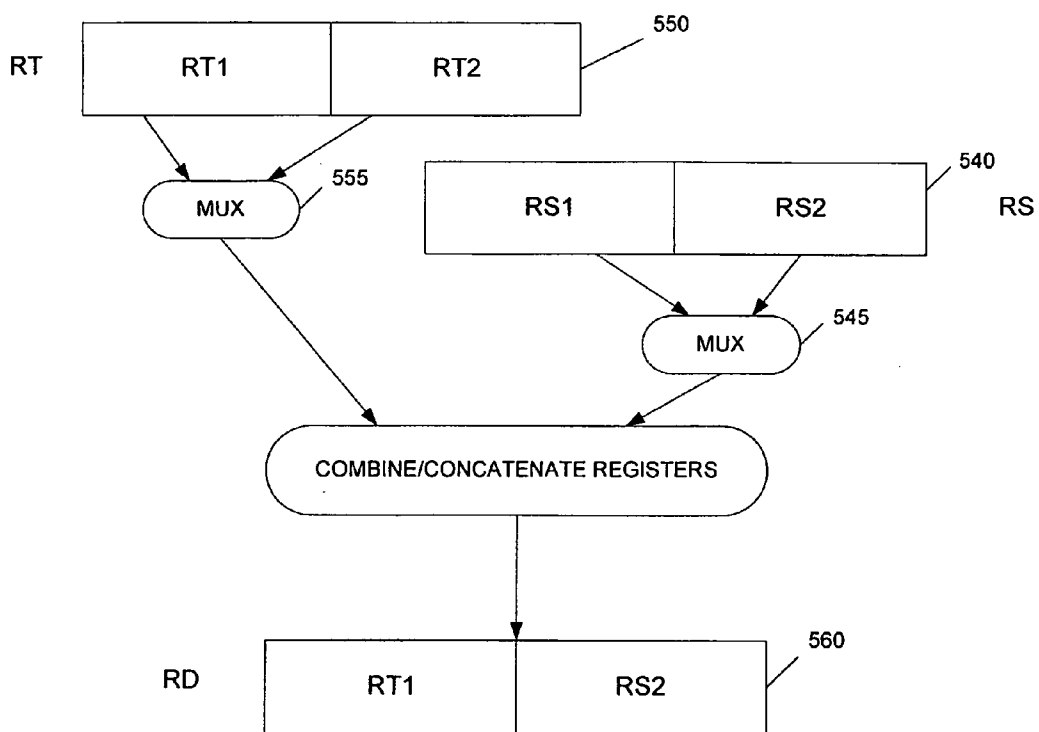 550
RT RT1 RT2
555
MUX
540
RS1 RS2 RS
545
MUX
COMBINE/CONCATENATE REGISTERS
560
RD RT1 RS2